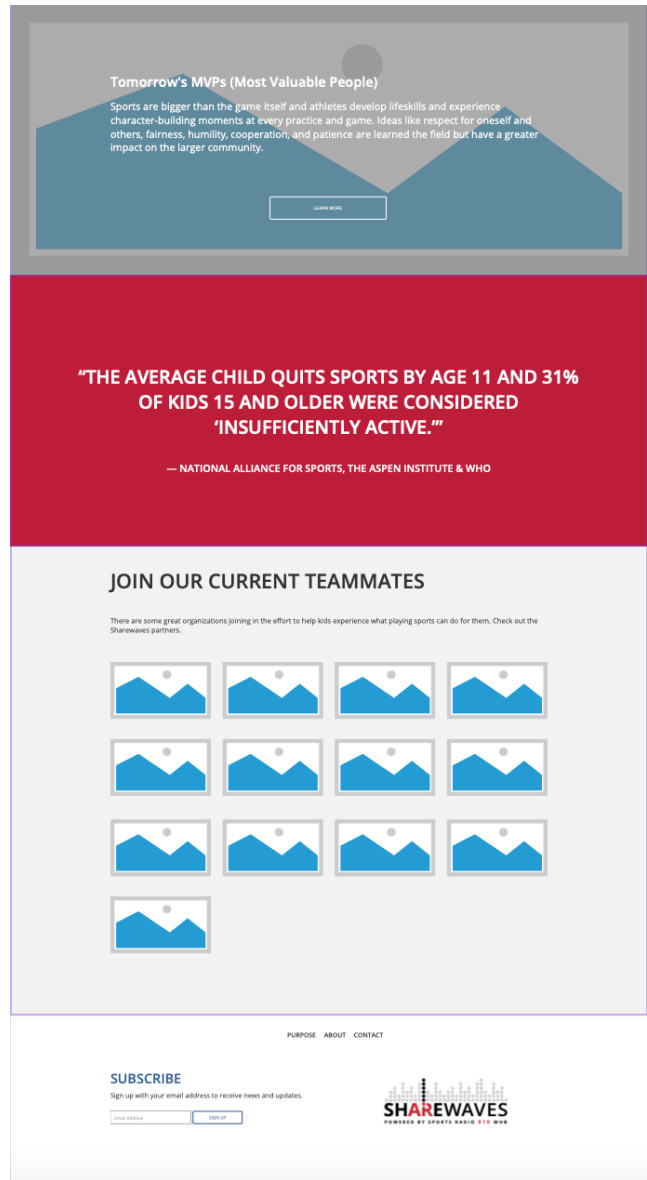 Tomorrow's MVPs (Most Valuable People)
Sports are bigger than the game itself and athletes develop lifeskills and experience
character-building moments at every practice and game. Ideas like respect for oneself and
others, fairness, humility, cooperation, and patience are learned the field but have a greater
impact on the larger community.
LEARN MORE
“THE AVERAGE CHILD QUITS SPORTS BY AGE 11 AND 31%
OF KIDS 15 AND OLDER WERE CONSIDERED
‘INSUFFICIENTLY ACTIVE.’”
— NATIONAL ALLIANCE FOR SPORTS, THE ASPEN INSTITUTE & WHO
JOIN OUR CURRENT TEAMMATES
There are some great organizations joining in the effort to help kids experience what playing sports can do for them. Check out the
Sharewaves partners.
PURPOSE ABOUT CONTACT
SUBSCRIBE
Sign up with your email address to receive news and updates.
Email Address
SIGN UP
SHAREWAVES
POWERED BY SPORTS RADIO 810 WHB